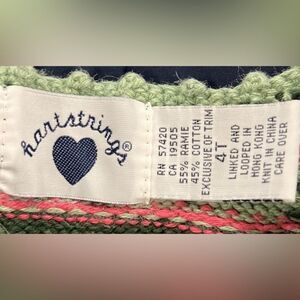 hartstrings®
RN 57420
CA 19505
55% RAMIE
45% COTTON
EXCLUSIVE OF TRIM
4T
LINKED AND
LOOPED IN
HONG KONG
KNIT IN CHINA
CARE OVER